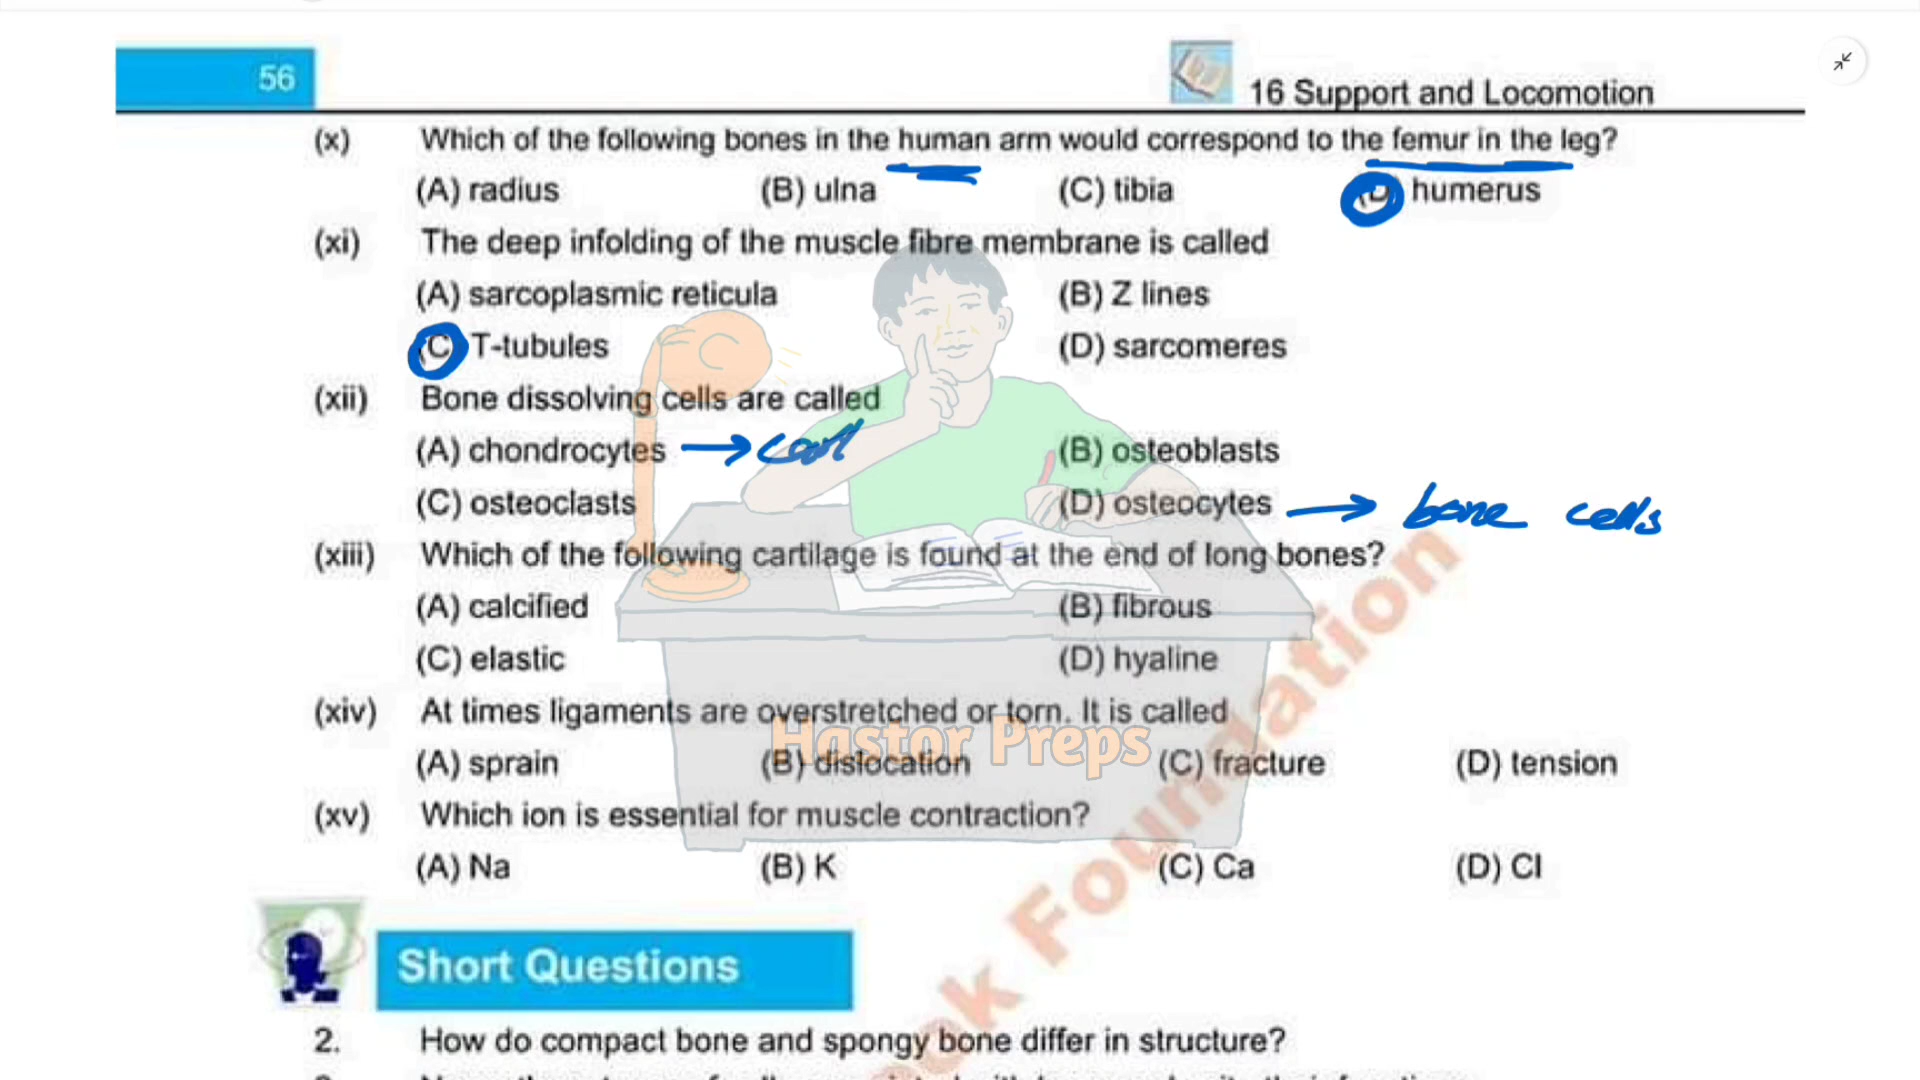 56
16 Support and Locomotion
(x) Which of the following bones in the human arm would correspond to the femur in the leg?
(A) radius (B) ulna (C) tibia (D) humerus
(xi) The deep infolding of the muscle fibre membrane is called
(A) sarcoplasmic reticula (B) Z lines
(C) T-tubules (D) sarcomeres
(xii) Bone dissolving cells are called
(A) chondrocytes → (B) osteoblasts
(C) osteoclasts (D) osteocytes → bone cells
(xiii) Which of the following cartilage is found at the end of long bones?
(A) calcified (B) fibrous
(C) elastic (D) hyaline
(xiv) At times ligaments are overstretched or torn. It is called
Hastor Preps
(A) sprain (B) dislocation (C) fracture (D) tension
(xv) Which ion is essential for muscle contraction?
(A) Na (B) K (C) Ca (D) Cl
Foundation
Short Questions
2. How do compact bone and spongy bone differ in structure?